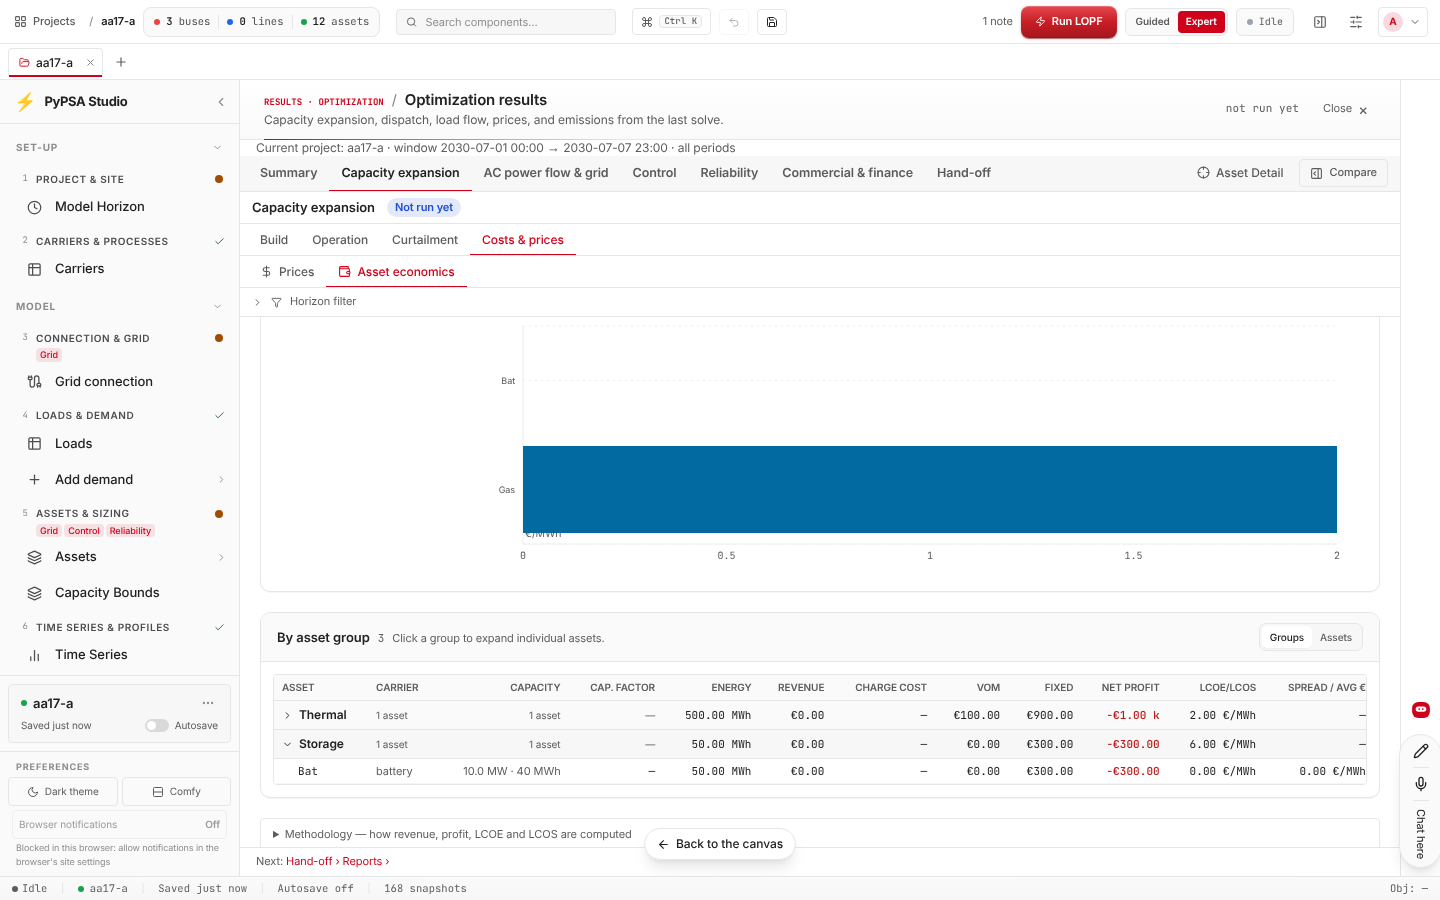 Projects / aa17-a 3 buses 0 lines 12 assets Search components... ⌘ Ctrl K 1 note Run LOPF Guided Expert Idle A
aa17-a
PyPSA Studio
SET-UP
1 PROJECT & SITE
Model Horizon
2 CARRIERS & PROCESSES
Carriers
MODEL
3 CONNECTION & GRID
Grid
Grid connection
4 LOADS & DEMAND
Loads
Add demand
5 ASSETS & SIZING
Grid Control Reliability
Assets
Capacity Bounds
6 TIME SERIES & PROFILES
Time Series
aa17-a
Saved just now Autosave
PREFERENCES
Dark theme Comfy
Browser notifications Off
Blocked in this browser: allow notifications in the
browser's site settings
RESULTS · OPTIMIZATION / Optimization results
Capacity expansion, dispatch, load flow, prices, and emissions from the last solve.
not run yet Close ×
Current project: aa17-a · window 2030-07-01 00:00 → 2030-07-07 23:00 · all periods
Summary Capacity expansion AC power flow & grid Control Reliability Commercial & finance Hand-off Asset Detail Compare
Capacity expansion Not run yet
Build Operation Curtailment Costs & prices
Prices Asset economics
Horizon filter
Bat
Gas
€/MWh
0 0.5 1 1.5 2
By asset group 3 Click a group to expand individual assets. Groups Assets
ASSET CARRIER CAPACITY CAP. FACTOR ENERGY REVENUE CHARGE COST VOM FIXED NET PROFIT LCOE/LCOS SPREAD / AVG €
Thermal 1 asset 1 asset — 500.00 MWh €0.00 — €100.00 €900.00 -€1.00 k 2.00 €/MWh —
Storage 1 asset 1 asset — 50.00 MWh €0.00 — €0.00 €300.00 -€300.00 6.00 €/MWh —
Bat battery 10.0 MW · 40 MWh — 50.00 MWh €0.00 — €0.00 €300.00 -€300.00 0.00 €/MWh 0.00 €/MWh
Methodology — how revenue, profit, LCOE and LCOS are computed
Back to the canvas
Next: Hand-off › Reports ›
Chat here
Idle aa17-a Saved just now Autosave off 168 snapshots Obj: —